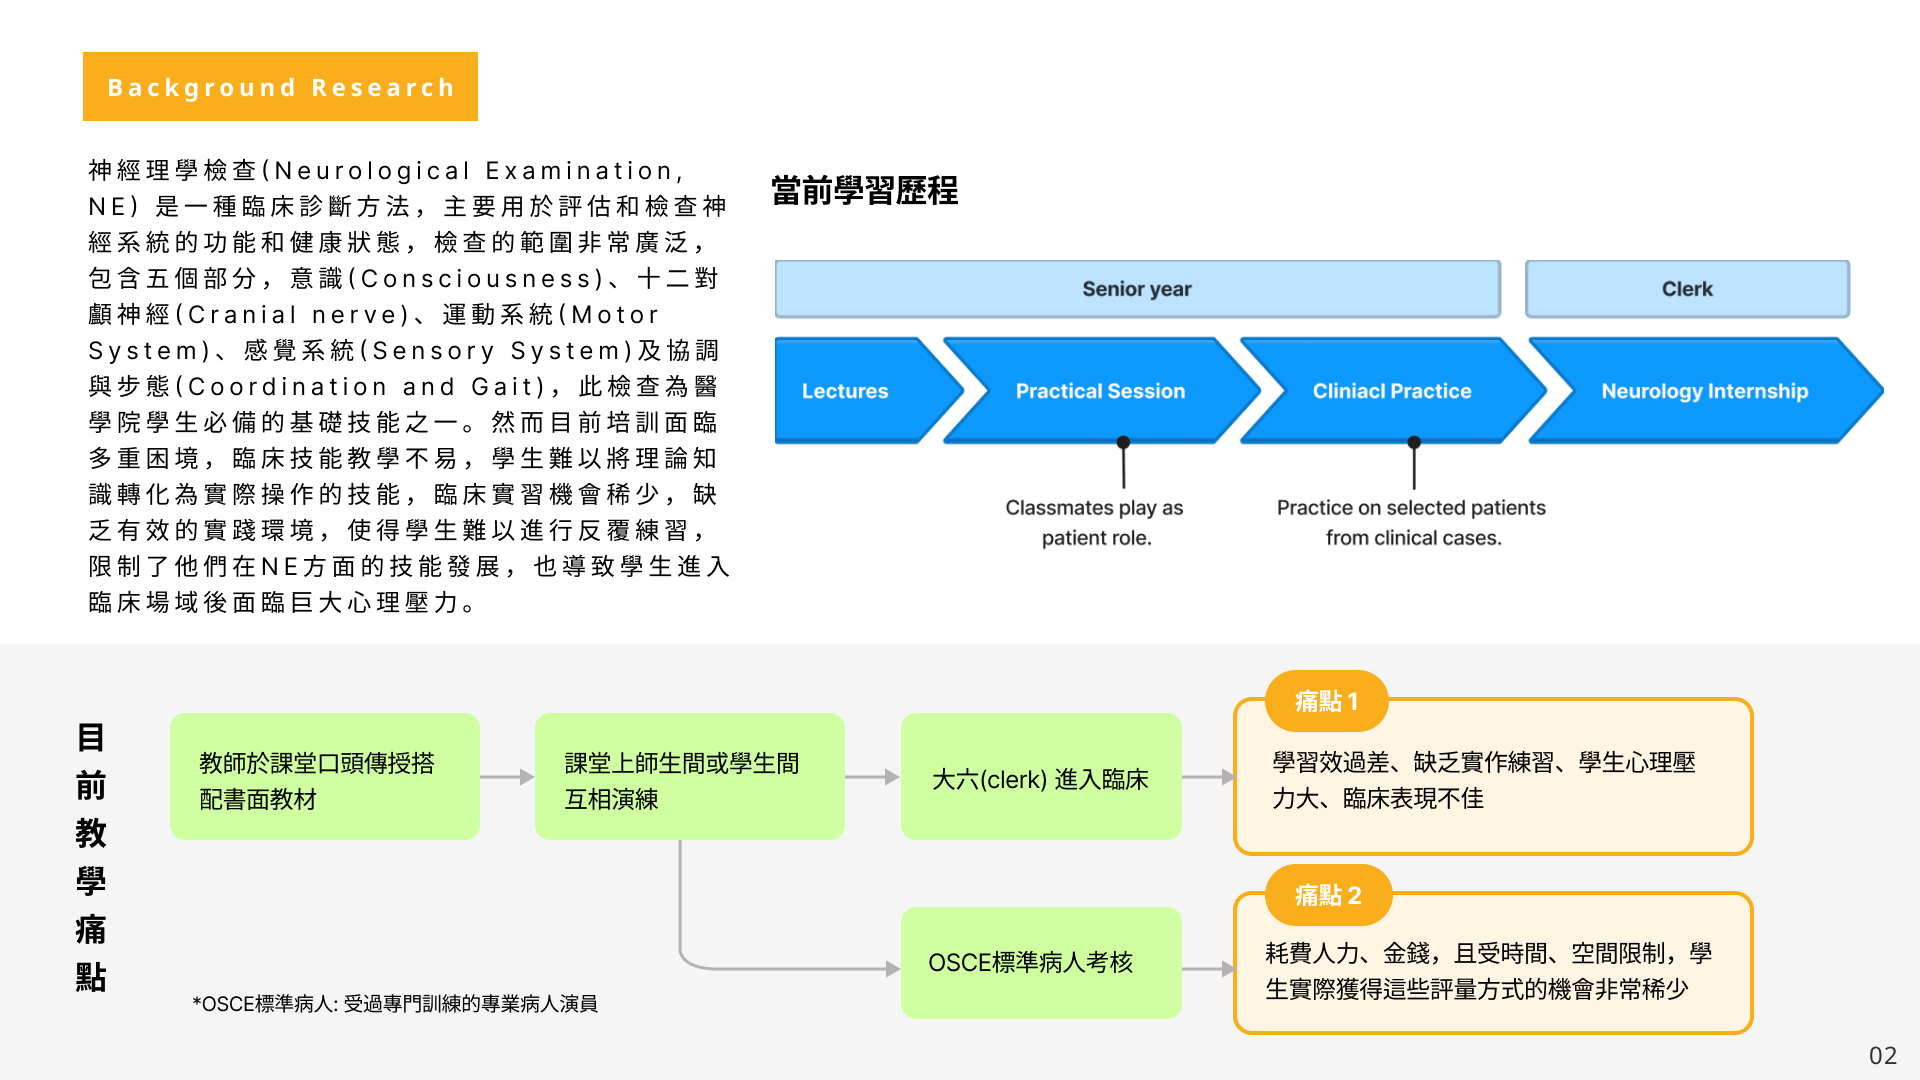 Background Research
神經理學檢查(Neurological Examination,
NE) 是一種臨床診斷方法，主要用於評估和檢查神
經系統的功能和健康狀態，檢查的範圍非常廣泛，
包含五個部分，意識(Consciousness)、十二對
顱神經(Cranial nerve)、運動系統(Motor
System)、感覺系統(Sensory System)及協調
與步態(Coordination and Gait)，此檢查為醫
學院學生必備的基礎技能之一。然而目前培訓面臨
多重困境，臨床技能教學不易，學生難以將理論知
識轉化為實際操作的技能，臨床實習機會稀少，缺
乏有效的實踐環境，使得學生難以進行反覆練習，
限制了他們在NE方面的技能發展，也導致學生進入
臨床場域後面臨巨大心理壓力。
當前學習歷程
Senior year
Clerk
Lectures
Practical Session
Cliniacl Practice
Neurology Internship
Classmates play as
patient role.
Practice on selected patients
from clinical cases.
目前教學痛點
教師於課堂口頭傳授搭
配書面教材
課堂上師生間或學生間
互相演練
大六(clerk) 進入臨床
痛點 1
學習效過差、缺乏實作練習、學生心理壓
力大、臨床表現不佳
OSCE標準病人考核
痛點 2
耗費人力、金錢，且受時間、空間限制，學
生實際獲得這些評量方式的機會非常稀少
*OSCE標準病人: 受過專門訓練的專業病人演員
02